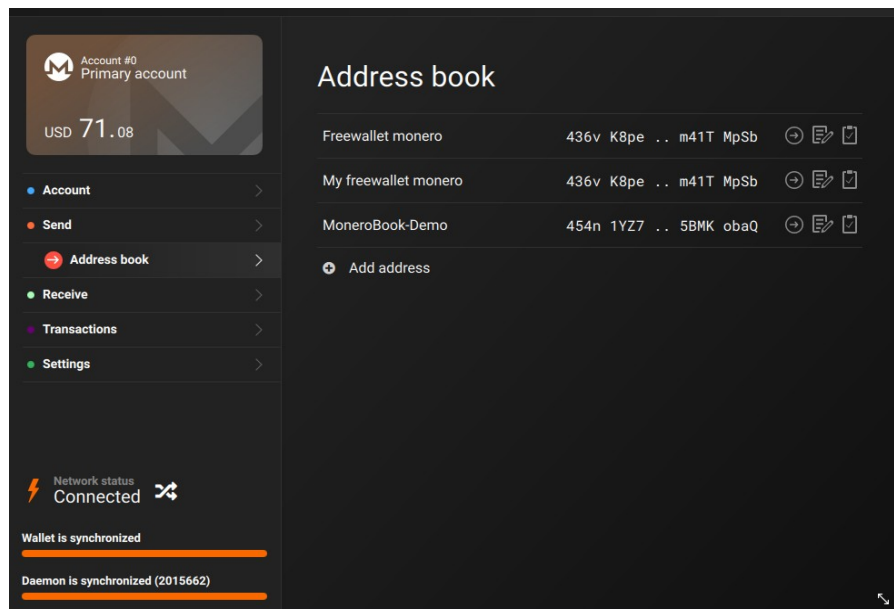 Account #0
Primary account
USD 71.08
Account
Send
Address book
Receive
Transactions
Settings
Network status
Connected
Wallet is synchronized
Daemon is synchronized (2015662)
Address book
Freewallet monero 436v K8pe .. m41T MpSb
My freewallet monero 436v K8pe .. m41T MpSb
MoneroBook-Demo 454n 1YZ7 .. 5BMK obaQ
Add address